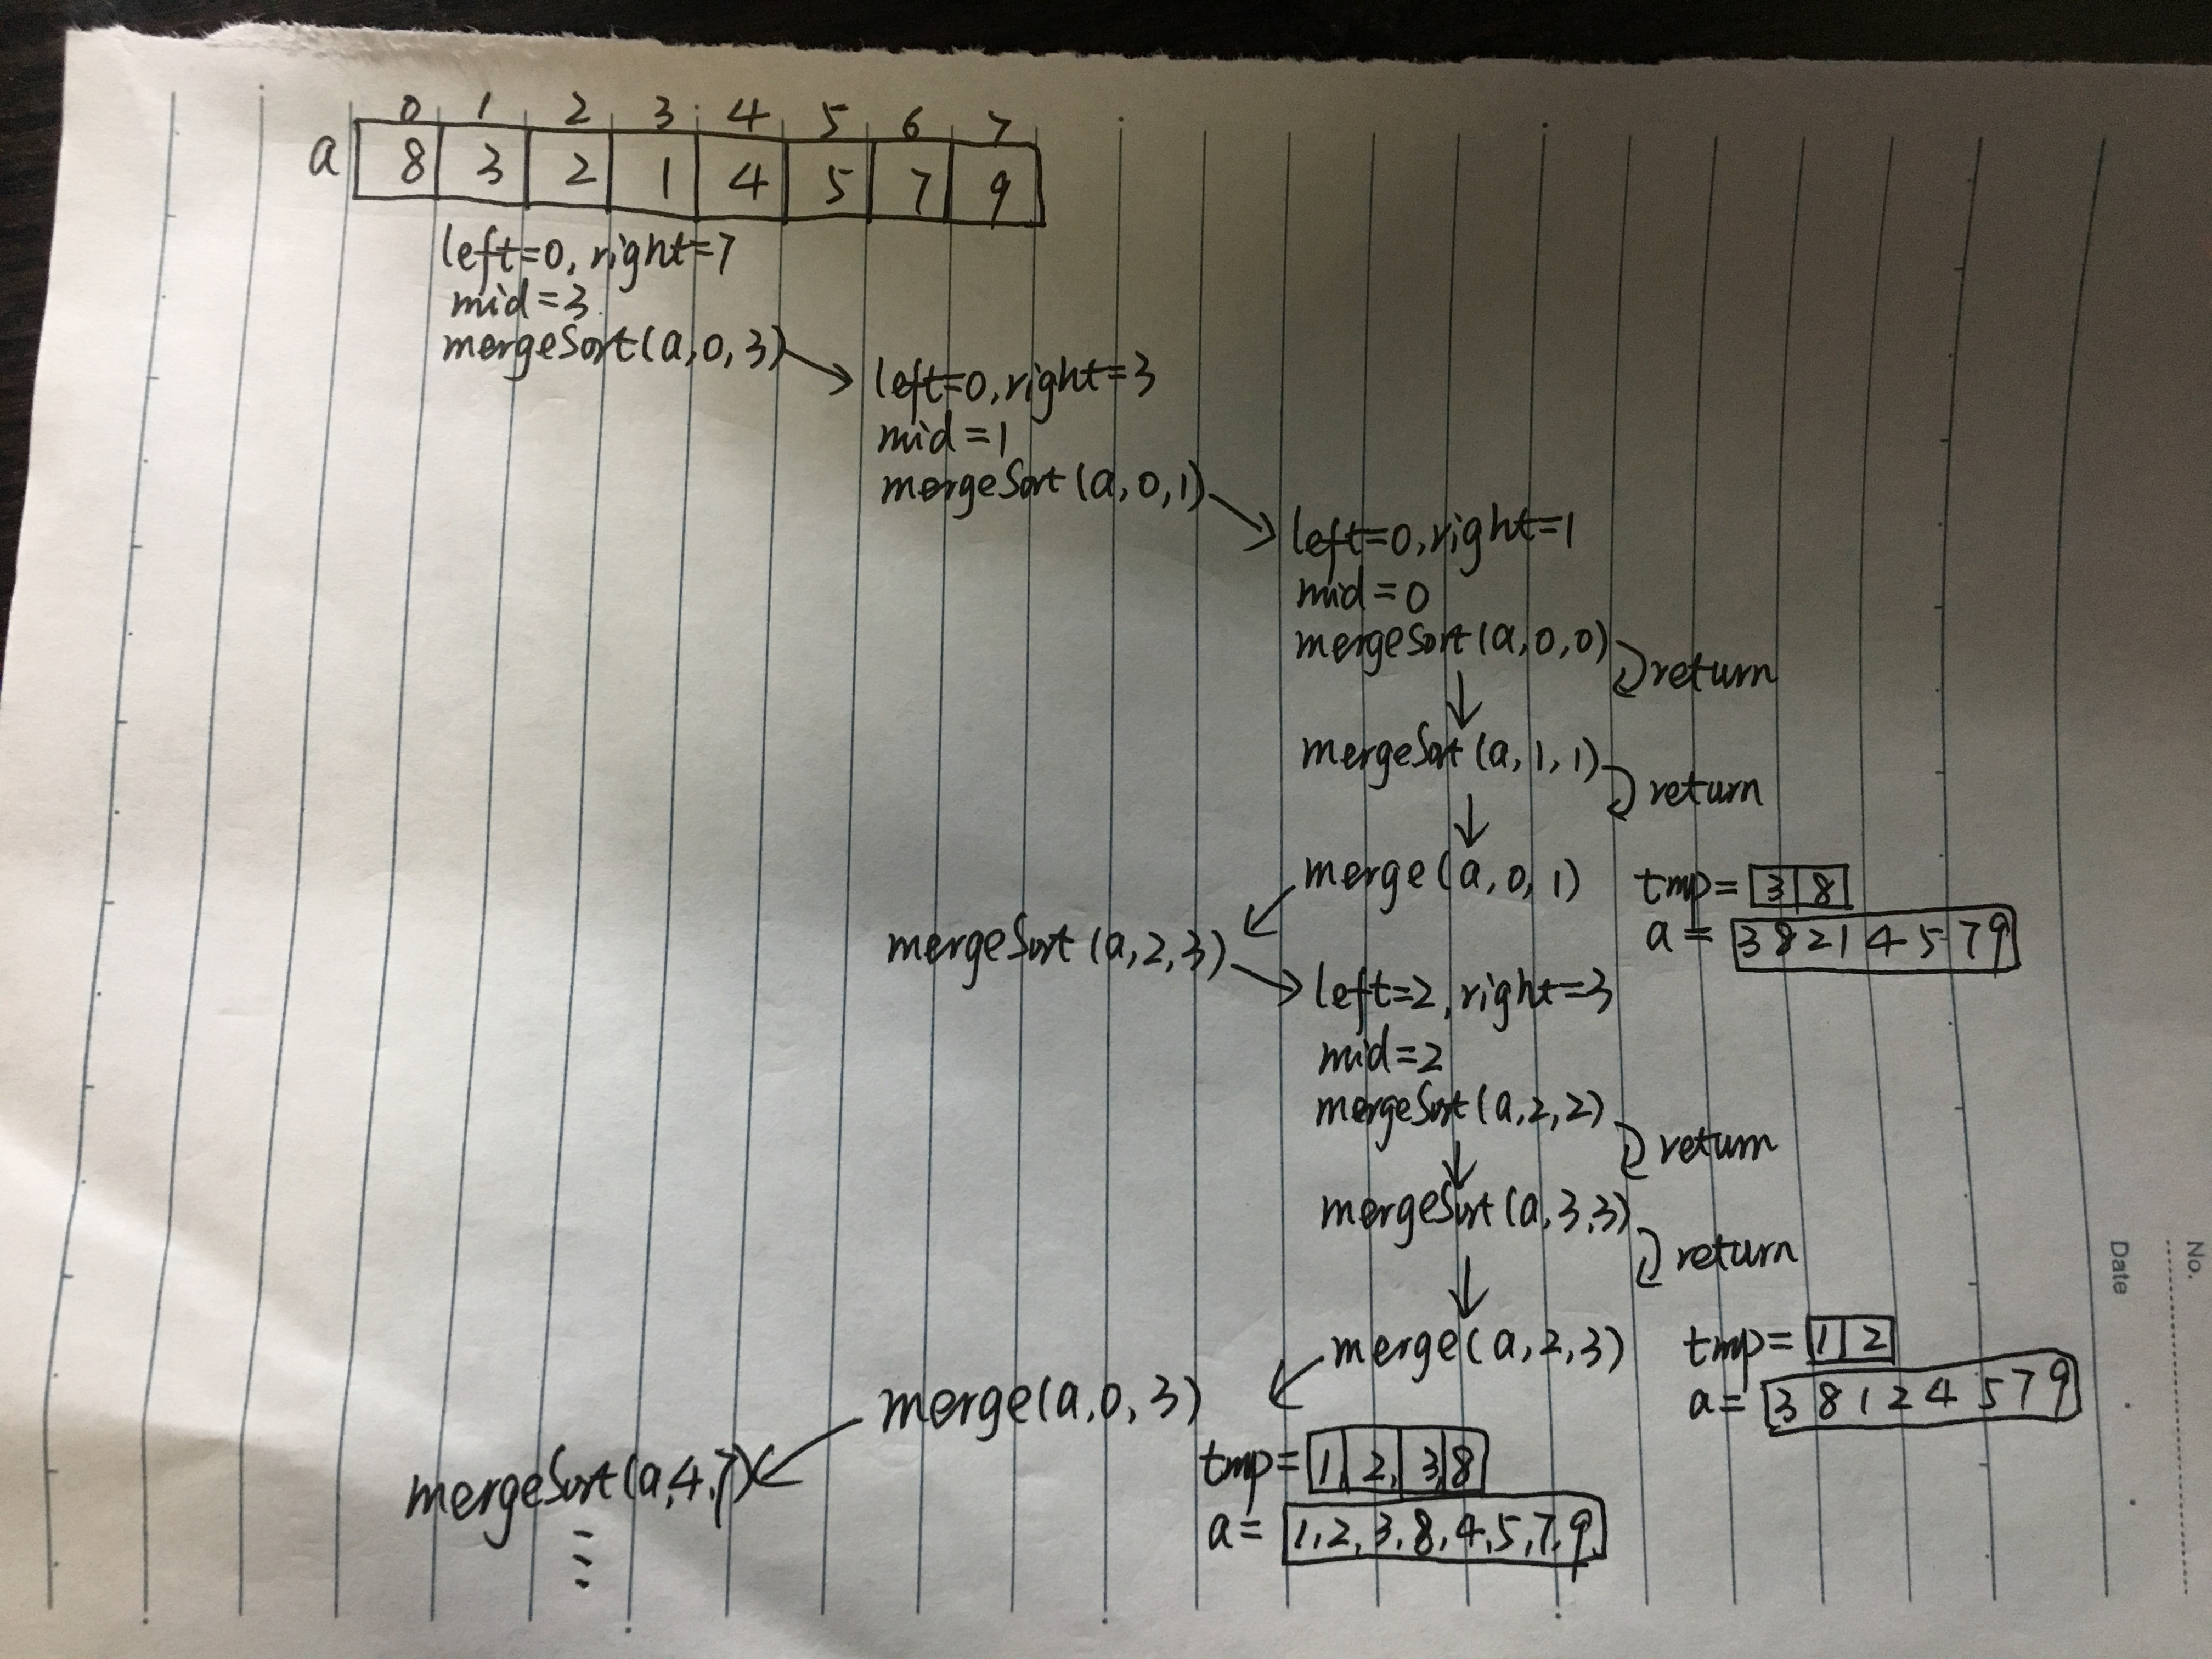 0 1 2 3 4 5 6 7
a 8 3 2 1 4 5 7 9
left=0, right=7
mid=3
mergeSort(a,0,3)
left=0,right=3
mid=1
mergeSort(a,0,1)
left=0,right=1
mid=0
mergeSort(a,0,0)
return
mergeSort(a,1,1)
return
merge(a,0,1)
tmp= 3 8
a= 3 8 2 1 4 5 7 9
mergeSort(a,2,3)
left=2,right=3
mid=2
mergeSort(a,2,2)
return
mergeSort(a,3,3)
return
merge(a,2,3)
tmp= 1 2
a= 3 8 1 2 4 5 7 9
merge(a,0,3)
tmp= 1, 2, 3, 8
a= 1,2,3,8,4,5,7,9
mergeSort(a,4,7)
No.
Date